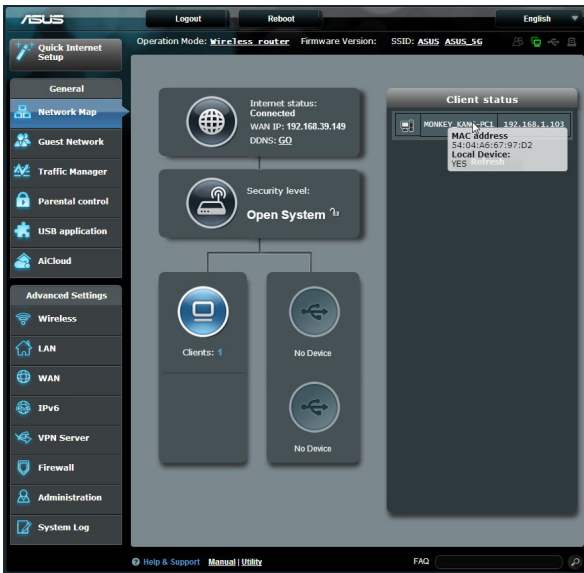 ASUS
Logout
Reboot
English
Quick Internet
Setup
Operation Mode: Wireless router Firmware Version: SSID: ASUS ASUS_5G
General
Network Map
Guest Network
Traffic Manager
Parental control
USB application
AiCloud
Advanced Settings
Wireless
LAN
WAN
IPv6
VPN Server
Firewall
Administration
System Log
Internet status:
Connected
WAN IP: 192.168.39.149
DDNS: GO
Security level:
Open System
Clients: 1
No Device
No Device
Client status
192.168.1.103
MAC address
54:04:A6:67:97:D2
Local Device:
YES
Refresh
Help & Support Manual | Utility
FAQ